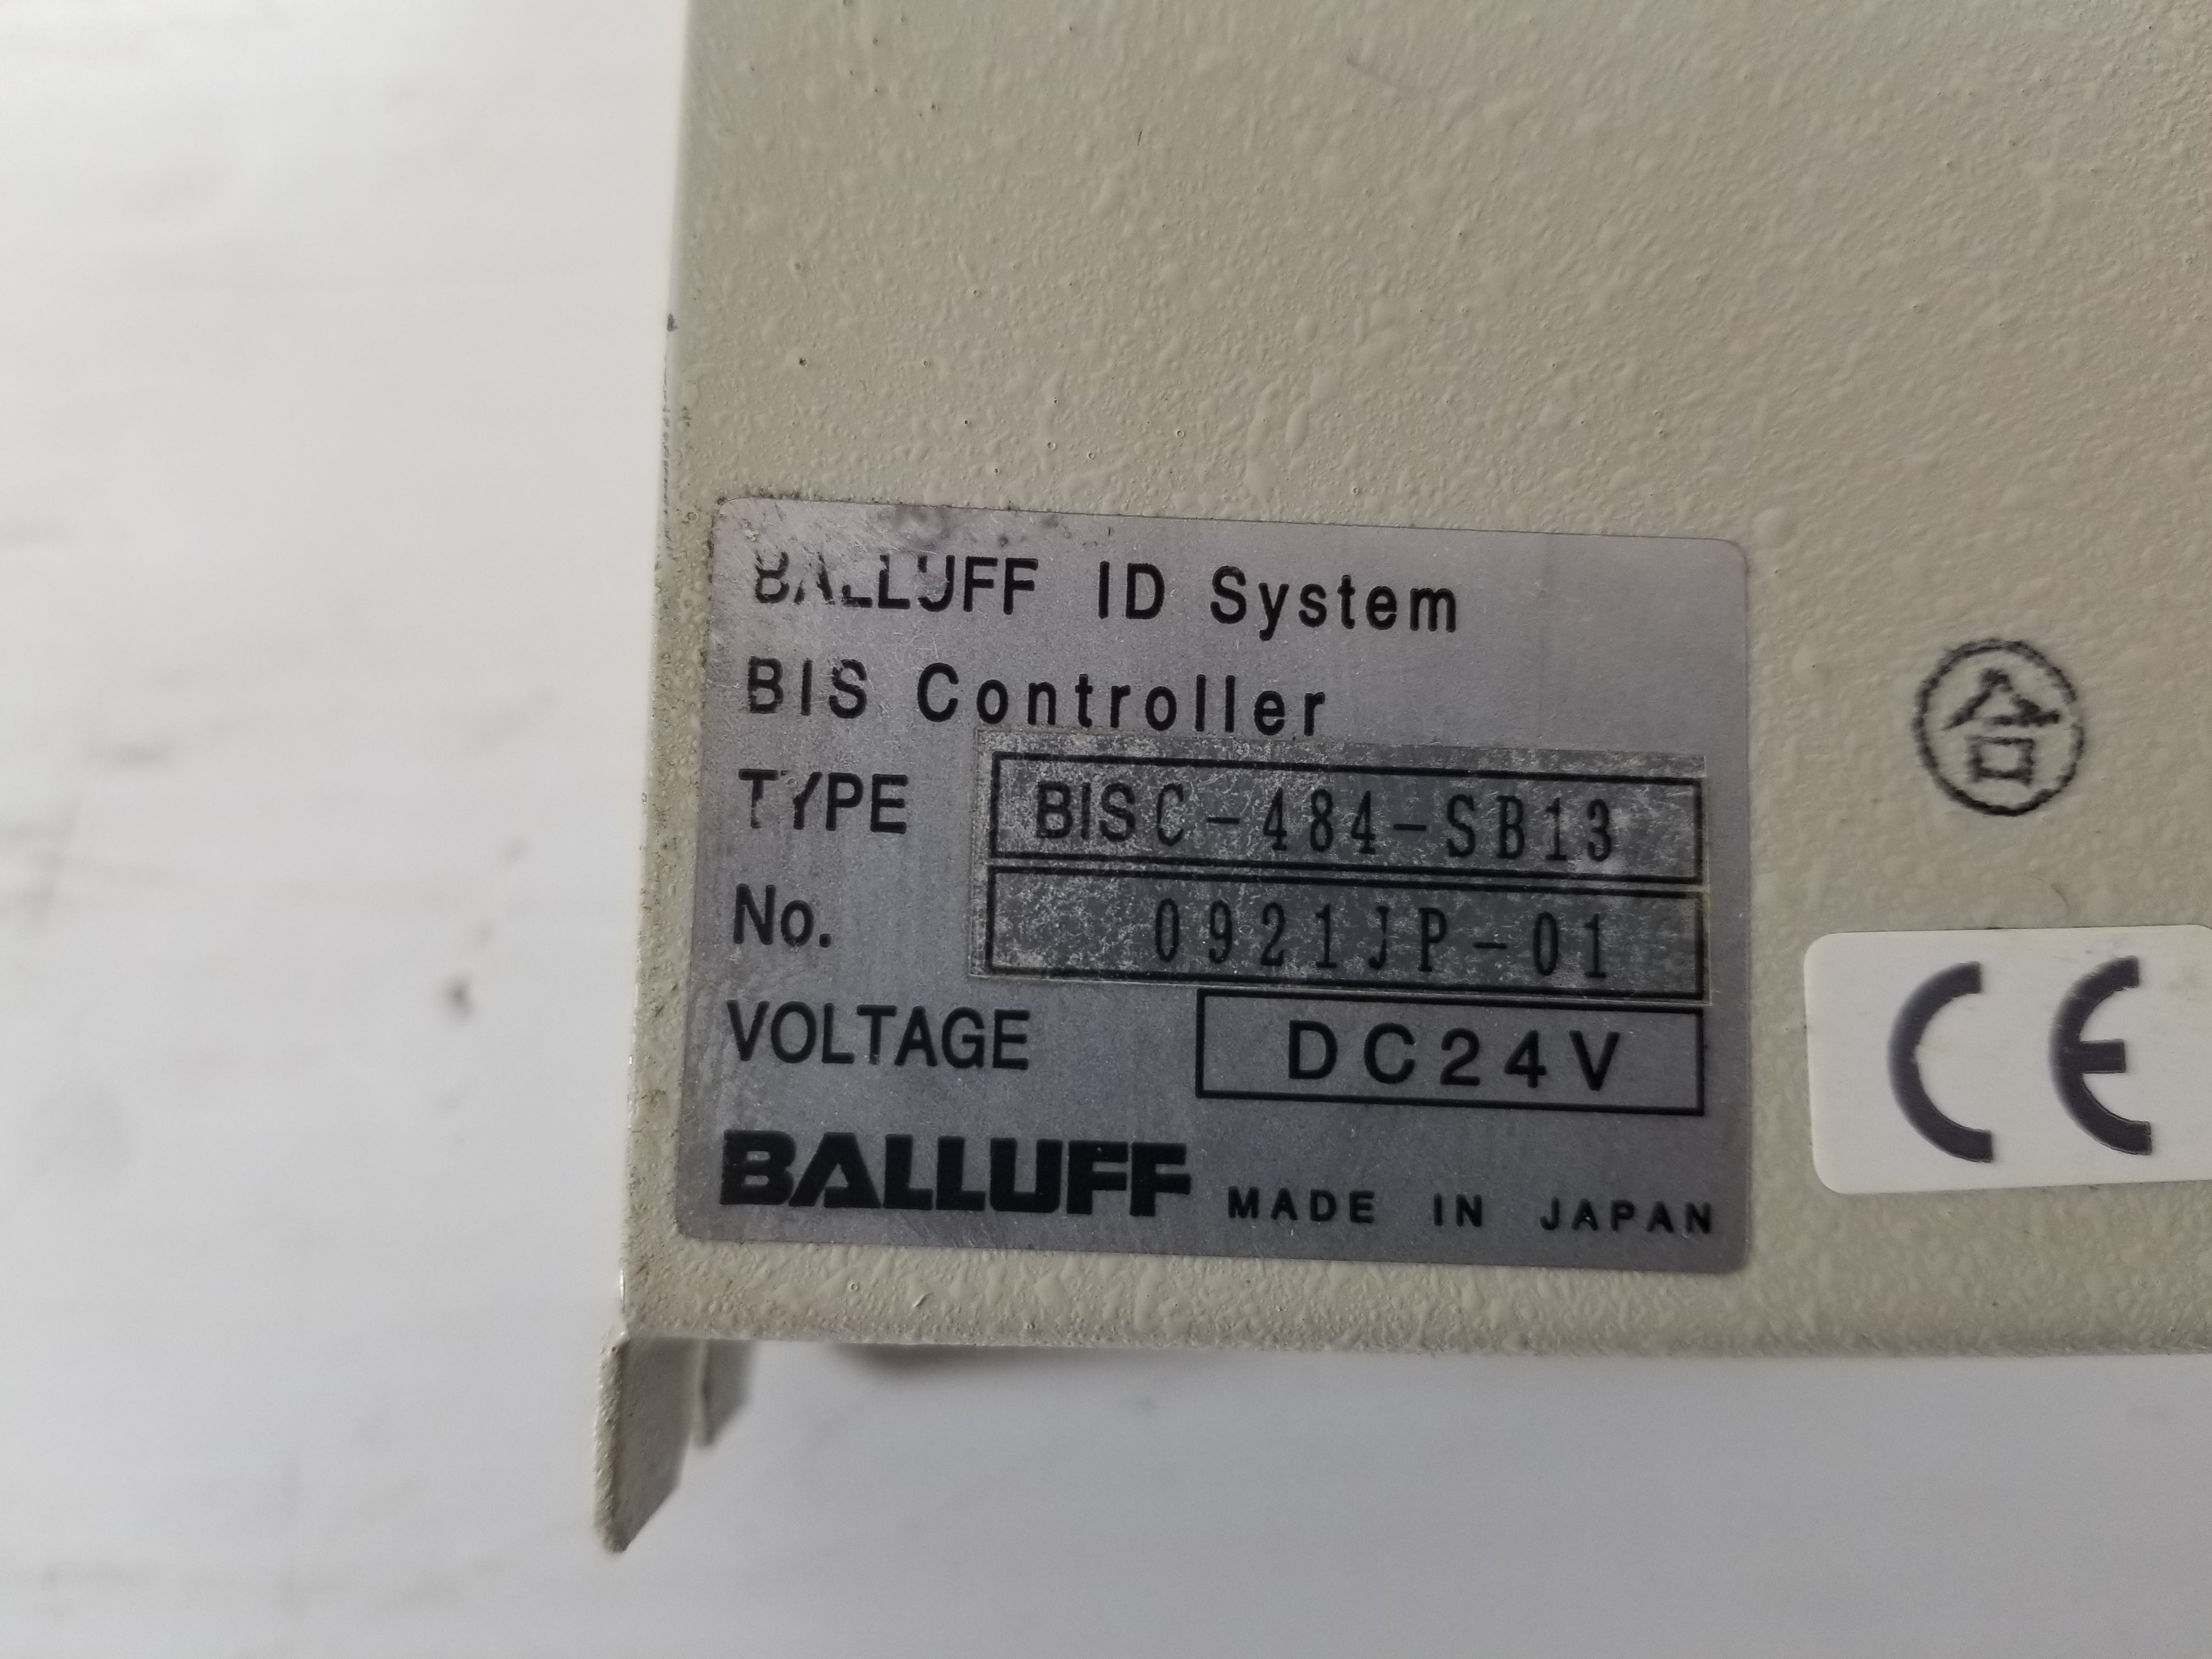 BALLUFF ID System
BIS Controller
TYPE BISC-484-SB13
No. 0921JP-01
VOLTAGE DC24V
BALLUFF MADE IN JAPAN
合
CE